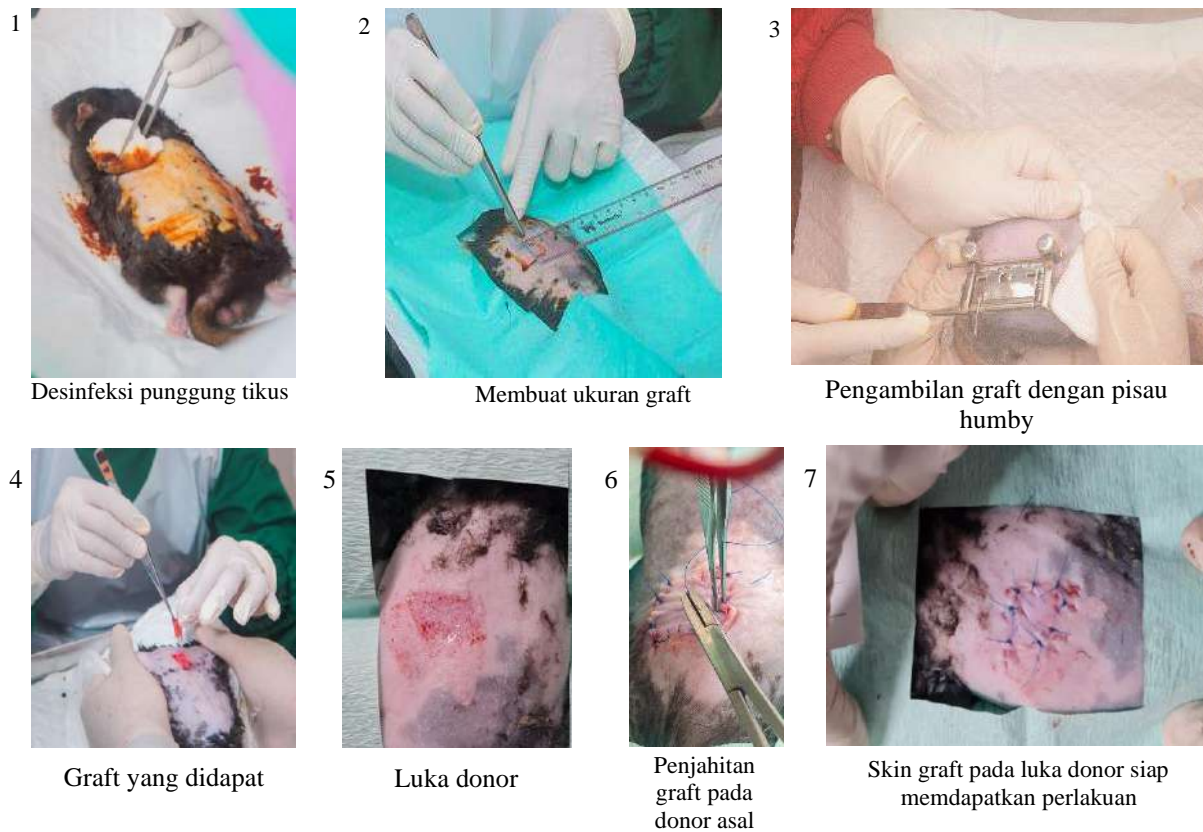 1
2
3
Desinfeksi punggung tikus
Membuat ukuran graft
Pengambilan graft dengan pisau
humby
4
5
6
7
Graft yang didapat
Luka donor
Penjahitan
graft pada
donor asal
Skin graft pada luka donor siap
memdapatkan perlakuan